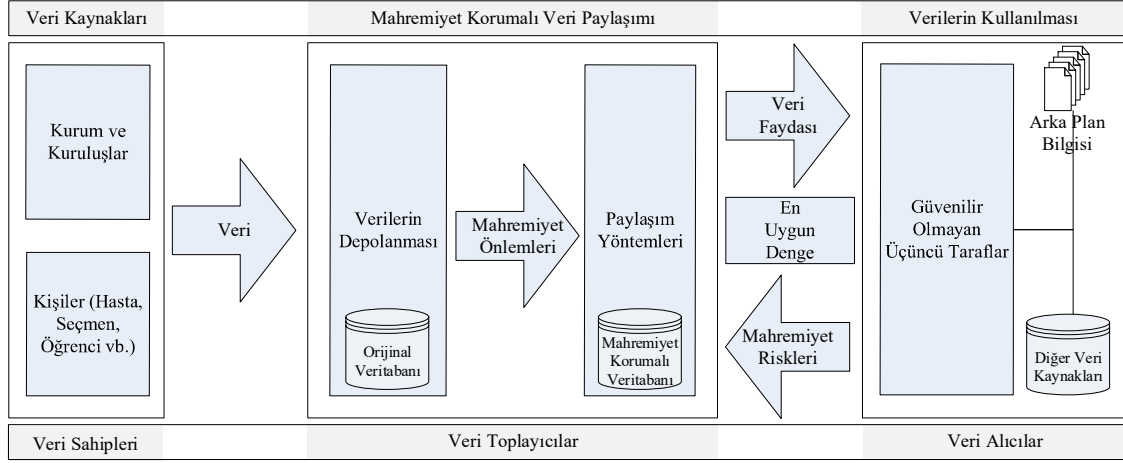 Veri Kaynakları
Mahremiyet Korumalı Veri Paylaşımı
Verilerin Kullanılması
Kurum ve
Kuruluşlar
Kişiler (Hasta,
Seçmen,
Öğrenci vb.)
Veri
Verilerin
Depolanması
Orijinal
Veritabanı
Mahremiyet
Önlemleri
Paylaşım
Yöntemleri
Mahremiyet
Korumalı
Veritabanı
Veri
Faydası
En
Uygun
Denge
Mahremiyet
Riskleri
Güvenilir
Olmayan
Üçüncü Taraflar
Arka Plan
Bilgisi
Diğer Veri
Kaynakları
Veri Sahipleri
Veri Toplayıcılar
Veri Alıcılar